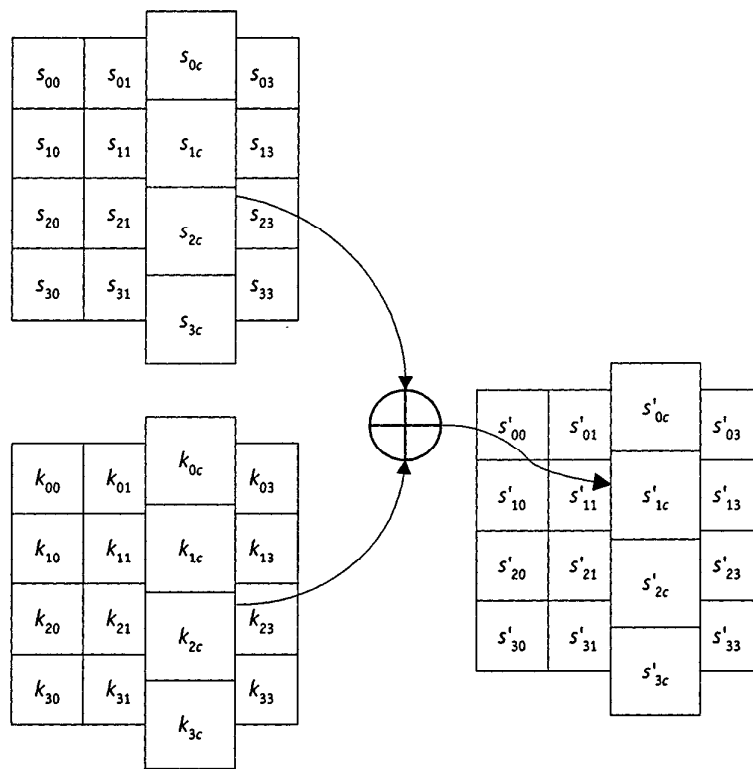 s00 s01 s0c s03
s10 s11 s1c s13
s20 s21 s2c s23
s30 s31 s3c s33
k00 k01 k0c k03
k10 k11 k1c k13
k20 k21 k2c k23
k30 k31 k3c k33
s'00 s'01 s'0c s'03
s'10 s'11 s'1c s'13
s'20 s'21 s'2c s'23
s'30 s'31 s'3c s'33